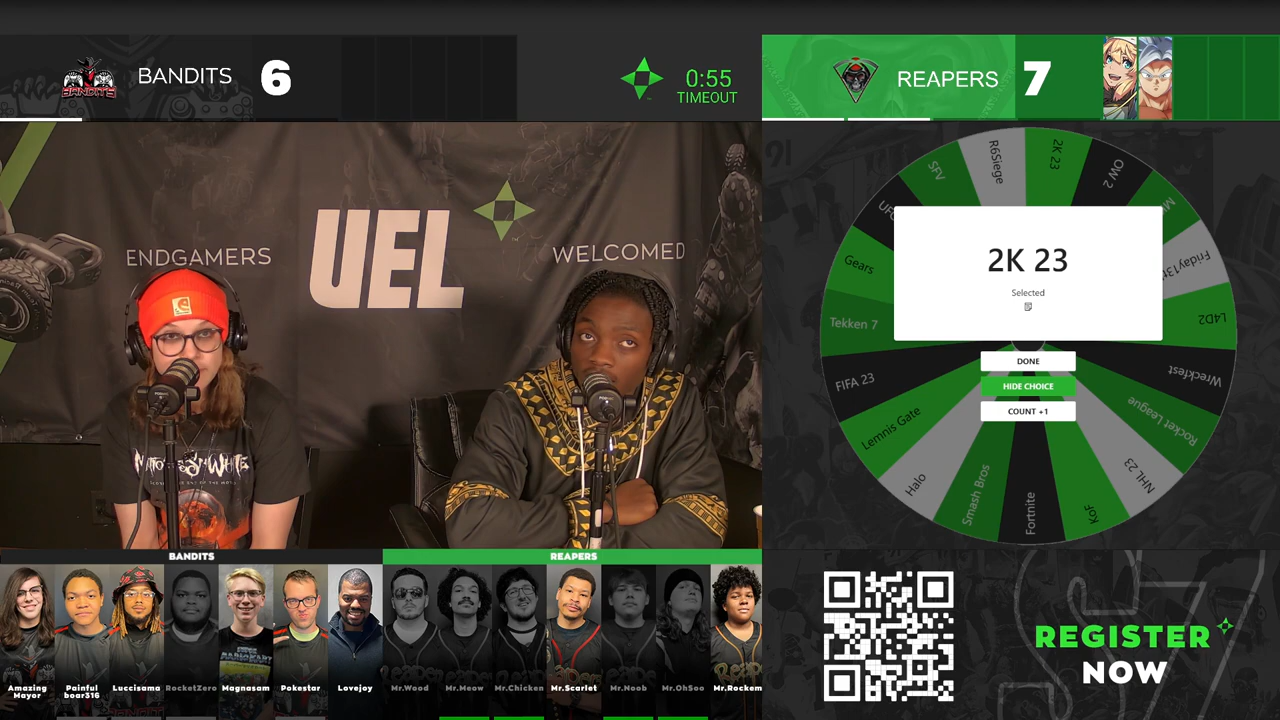 BANDITS
6
0:55
TIMEOUT
REAPERS
7
BANDITS
ENDGAMERS
UEL
WELCOMED
SFV
R6Siege
2K 23
OW 2
Friday13th
L4D2
Wreckfest
Rocket League
NHL 23
KoF
Fortnite
Smash Bros
Halo
Lemnis Gate
FIFA 23
Tekken 7
Gears
UFC
2K 23
Selected
DONE
HIDE CHOICE
COUNT +1
BANDITS
REAPERS
Amazing
Mayor
Painful
boar316
Luccisama
RocketZero
Magnasam
Pokestar
Lovejoy
Mr.Wood
Mr.Meow
Mr.Chicken
Mr.Scarlet
Mr.Noob
Mr.OhSoo
Mr.Rockem
S7
REGISTER
NOW